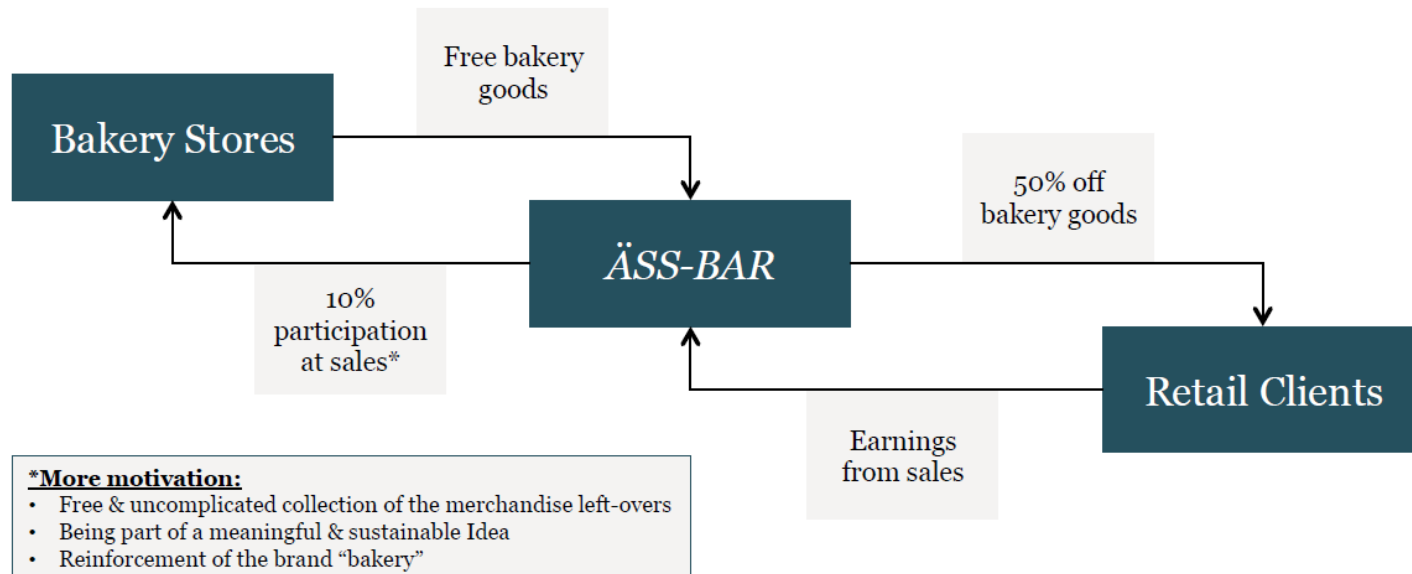 Free bakery
goods
Bakery Stores
50% off
bakery goods
ÄSS-BAR
10%
participation
at sales*
Retail Clients
Earnings
from sales
*More motivation:
• Free & uncomplicated collection of the merchandise left-overs
• Being part of a meaningful & sustainable Idea
• Reinforcement of the brand “bakery”